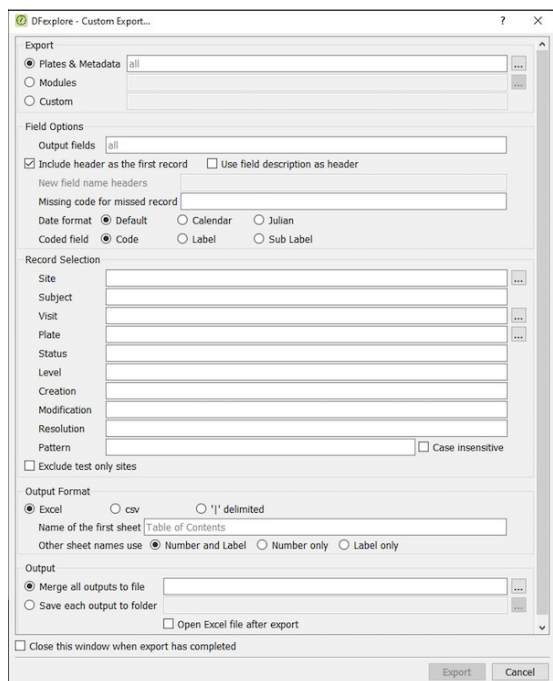 DFexplore - Custom Export...
Export
Plates & Metadata all ...
Modules ...
Custom
Field Options
Output fields all
Include header as the first record Use field description as header
New field name headers
Missing code for missed record
Date format Default Calendar Julian
Coded field Code Label Sub Label
Record Selection
Site ...
Subject
Visit ...
Plate ...
Status
Level
Creation
Modification
Resolution
Pattern Case insensitive
Exclude test only sites
Output Format
Excel csv '|' delimited
Name of the first sheet Table of Contents
Other sheet names use Number and Label Number only Label only
Output
Merge all outputs to file ...
Save each output to folder ...
Open Excel file after export
Close this window when export has completed
Export Cancel